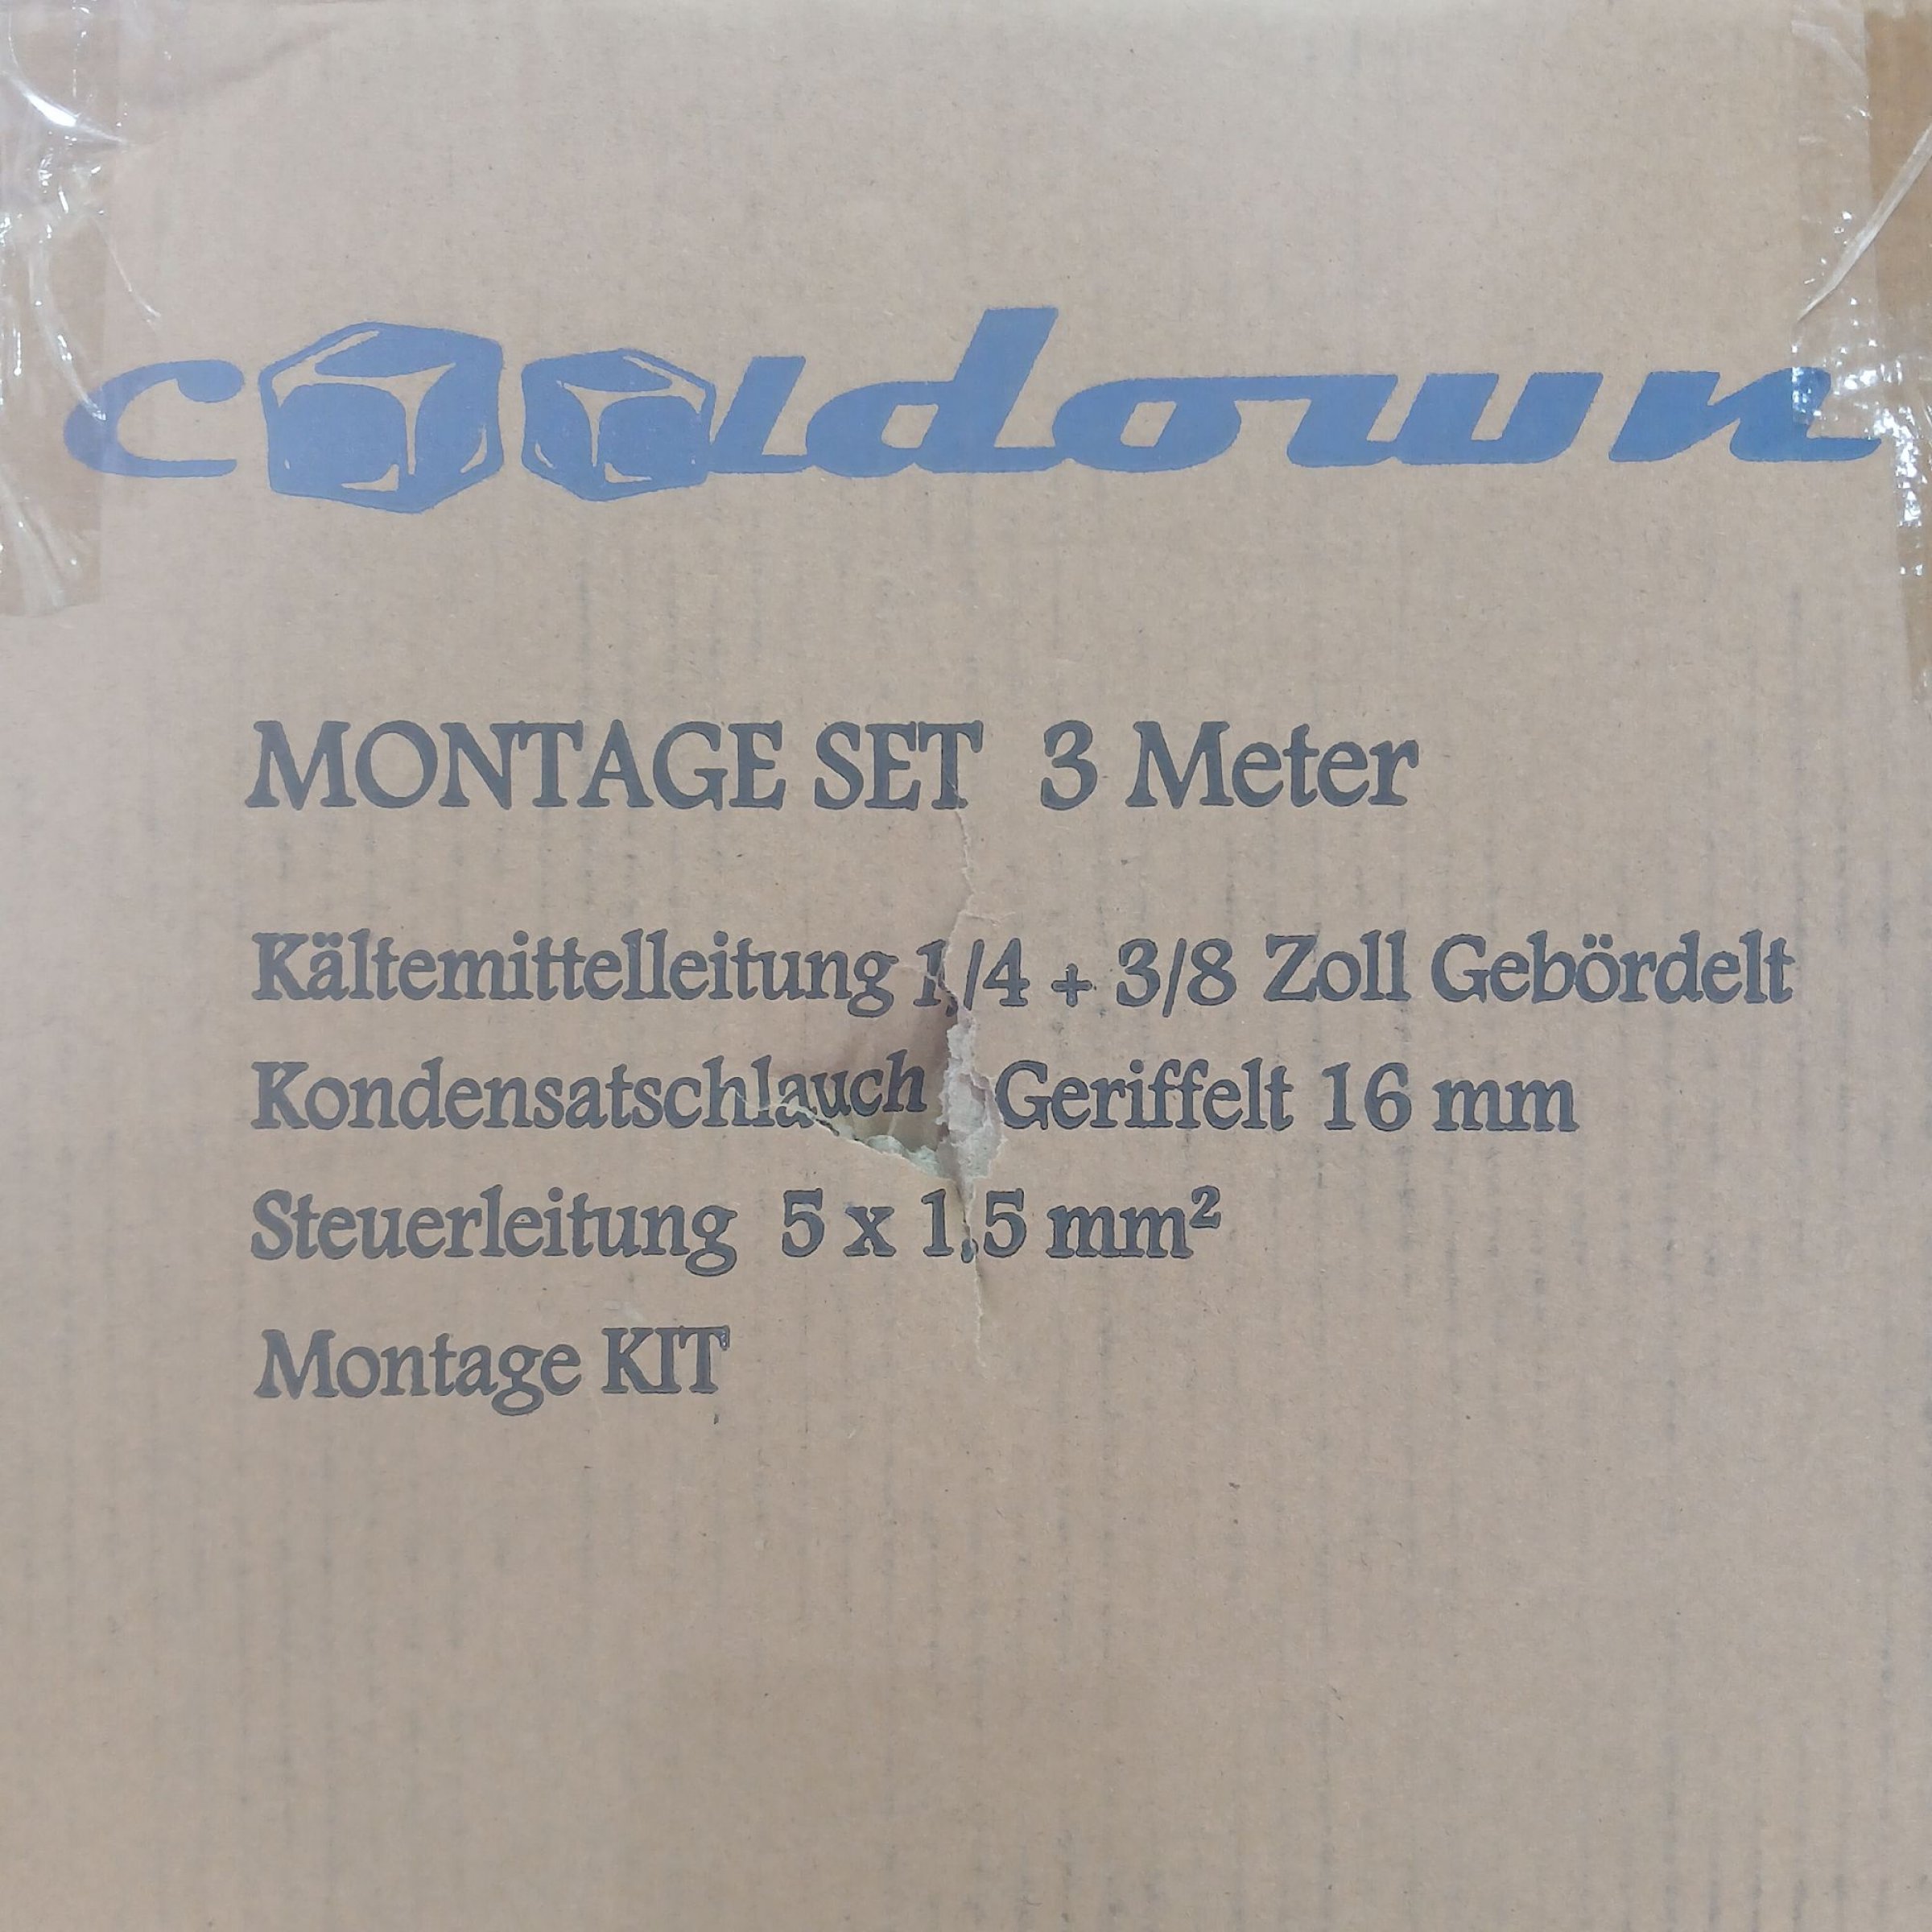 cooldown
MONTAGE SET 3 Meter
Kältemittelleitung 1/4 + 3/8 Zoll Gebördelt
Kondensatschlauch Geriffelt 16 mm
Steuerleitung 5 x 1,5 mm²
Montage KIT